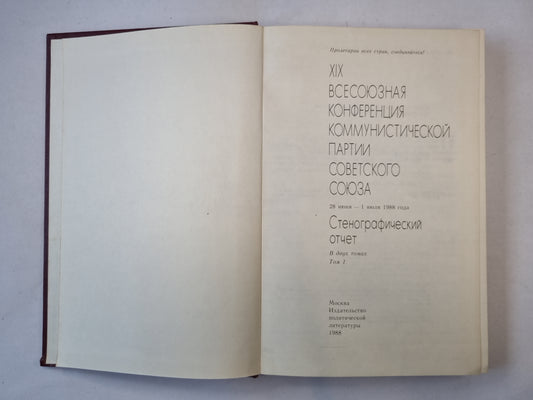 Пролетарии всех стран, соединяйтесь!
XIX
ВСЕСОЮЗНАЯ
КОНФЕРЕНЦИЯ
КОММУНИСТИЧЕСКОЙ
ПАРТИИ
СОВЕТСКОГО
СОЮЗА
28 июня — 1 июля 1988 года
Стенографический
отчет
В двух томах
Том 1
Москва
Издательство
политической
литературы
1988